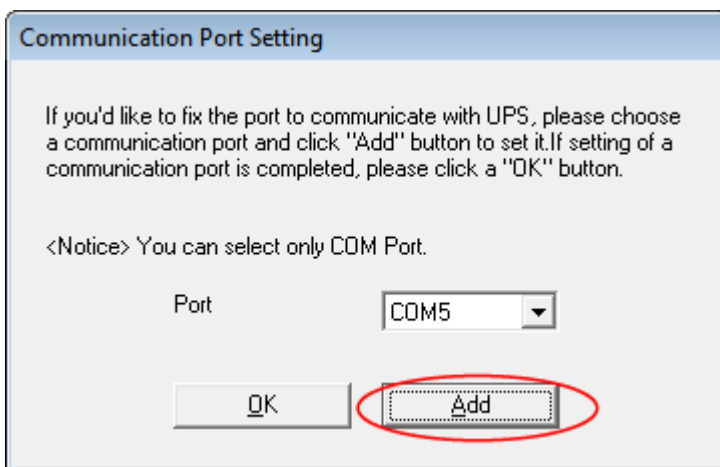 Communication Port Setting
If you'd like to fix the port to communicate with UPS, please choose
a communication port and click "Add" button to set it.If setting of a
communication port is completed, please click a "OK" button.
<Notice> You can select only COM Port.
Port COM5
OK Add